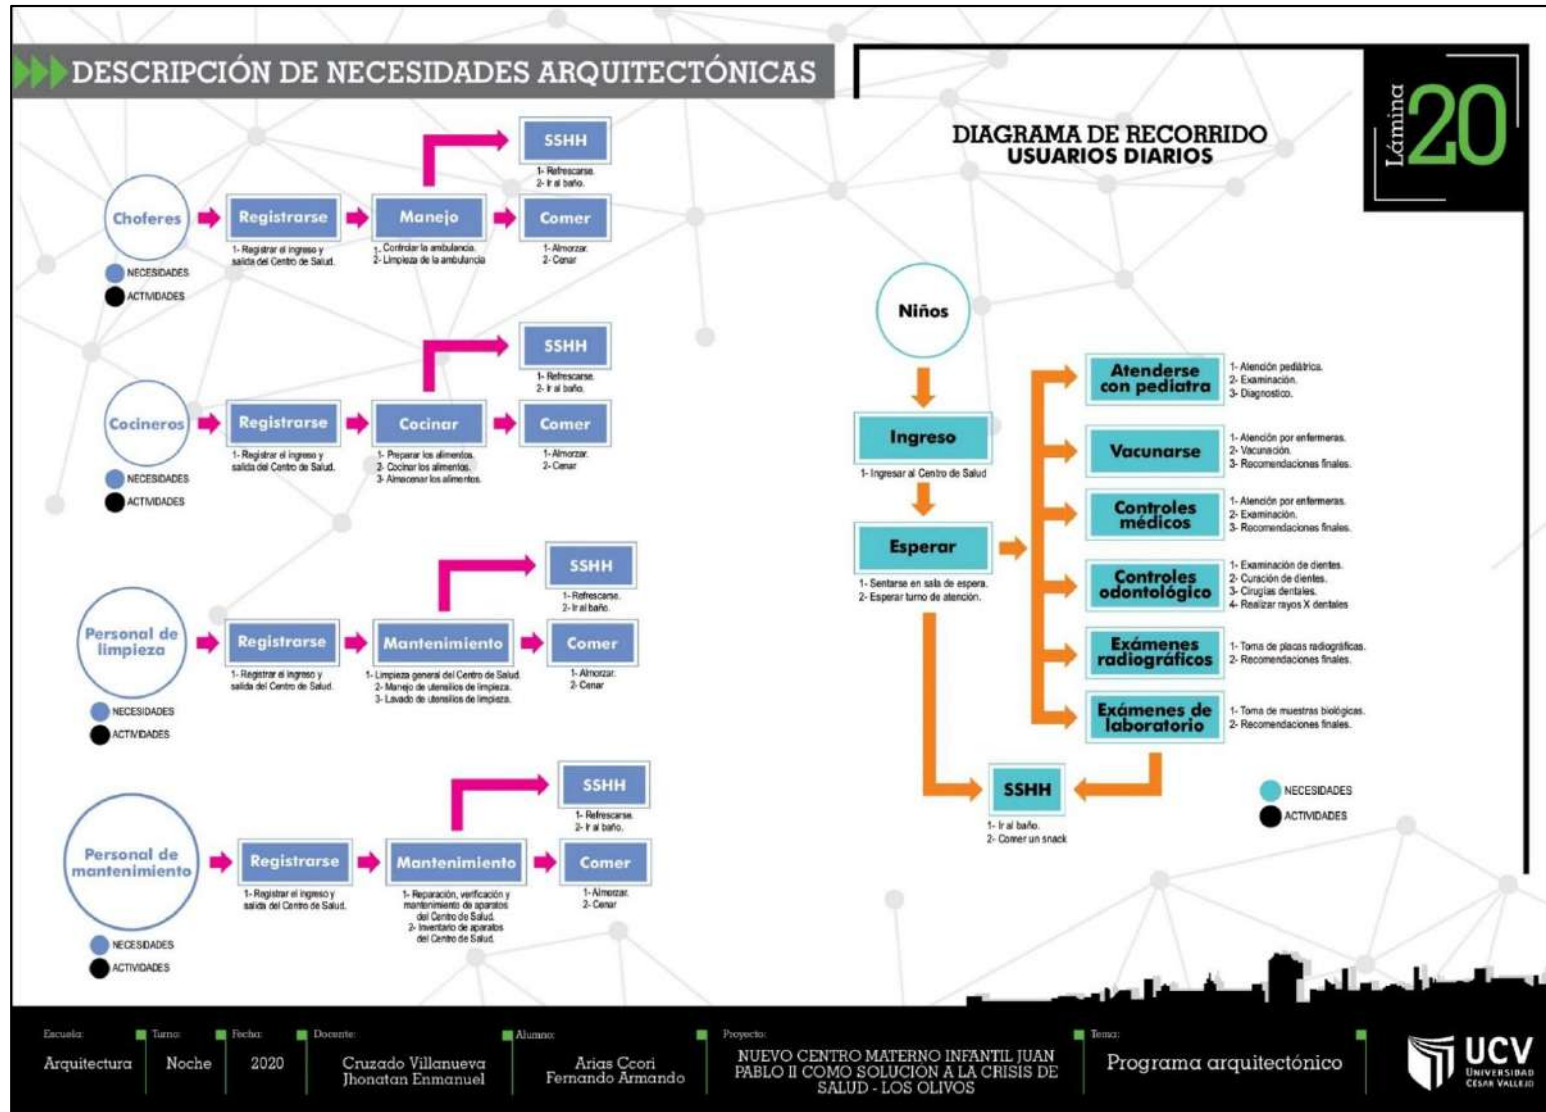 DESCRIPCIÓN DE NECESIDADES ARQUITECTÓNICAS
Lámina 20
DIAGRAMA DE RECORRIDO
USUARIOS DIARIOS
SSHH
1- Refrescarse.
2- Ir al baño.
Choferes
Registrarse
Manejo
Comer
1- Registrar el ingreso y
salida del Centro de Salud.
1- Controlar la ambulancia.
2- Limpieza de la ambulancia
1- Almorzar.
2- Cenar
NECESIDADES
ACTIVIDADES
SSHH
1- Refrescarse.
2- Ir al baño.
Cocineros
Registrarse
Cocinar
Comer
1- Registrar el ingreso y
salida del Centro de Salud.
1- Preparar los alimentos.
2- Cocinar los alimentos.
3- Almacenar los alimentos.
1- Almorzar.
2- Cenar
NECESIDADES
ACTIVIDADES
SSHH
1- Refrescarse.
2- Ir al baño.
Personal de
limpieza
Registrarse
Mantenimiento
Comer
1- Registrar el ingreso y
salida del Centro de Salud.
1- Limpieza general del Centro de Salud.
2- Manejo de utensilios de limpieza.
3- Lavado de utensilios de limpieza.
1- Almorzar.
2- Cenar
NECESIDADES
ACTIVIDADES
SSHH
1- Refrescarse.
2- Ir al baño.
Personal de
mantenimiento
Registrarse
Mantenimiento
Comer
1- Registrar el ingreso y
salida del Centro de Salud.
1- Reparación, verificación y
mantenimiento de aparatos
del Centro de Salud.
2- Inventario de aparatos
del Centro de Salud.
1- Almorzar.
2- Cenar
NECESIDADES
ACTIVIDADES
Niños
Ingreso
1- Ingresar al Centro de Salud
Esperar
1- Sentarse en sala de espera.
2- Esperar turno de atención.
Atenderse
con pediatra
1- Atención pediátrica.
2- Examinación.
3- Diagnostico.
Vacunarse
1- Atención por enfermeras.
2- Vacunación.
3- Recomendaciones finales.
Controles
médicos
1- Atención por enfermeras.
2- Examinación.
3- Recomendaciones finales.
Controles
odontológico
1- Examinación de dientes.
2- Curación de dientes.
3- Cirugías dentales.
4- Realizar rayos X dentales
Exámenes
radiográficos
1- Toma de placas radiográficas.
2- Recomendaciones finales.
Exámenes de
laboratorio
1- Toma de muestras biológicas.
2- Recomendaciones finales.
SSHH
1- Ir al baño.
2- Comer un snack
NECESIDADES
ACTIVIDADES
Escuela:
Arquitectura
Turno:
Noche
Fecha:
2020
Docente:
Cruzado Villanueva
Jhonatan Enmanuel
Alumno:
Arias Ccori
Fernando Armando
Proyecto:
NUEVO CENTRO MATERNO INFANTIL JUAN
PABLO II COMO SOLUCIÓN A LA CRISIS DE
SALUD - LOS OLIVOS
Tema:
Programa arquitectónico
UCV
UNIVERSIDAD
CÉSAR VALLEJO